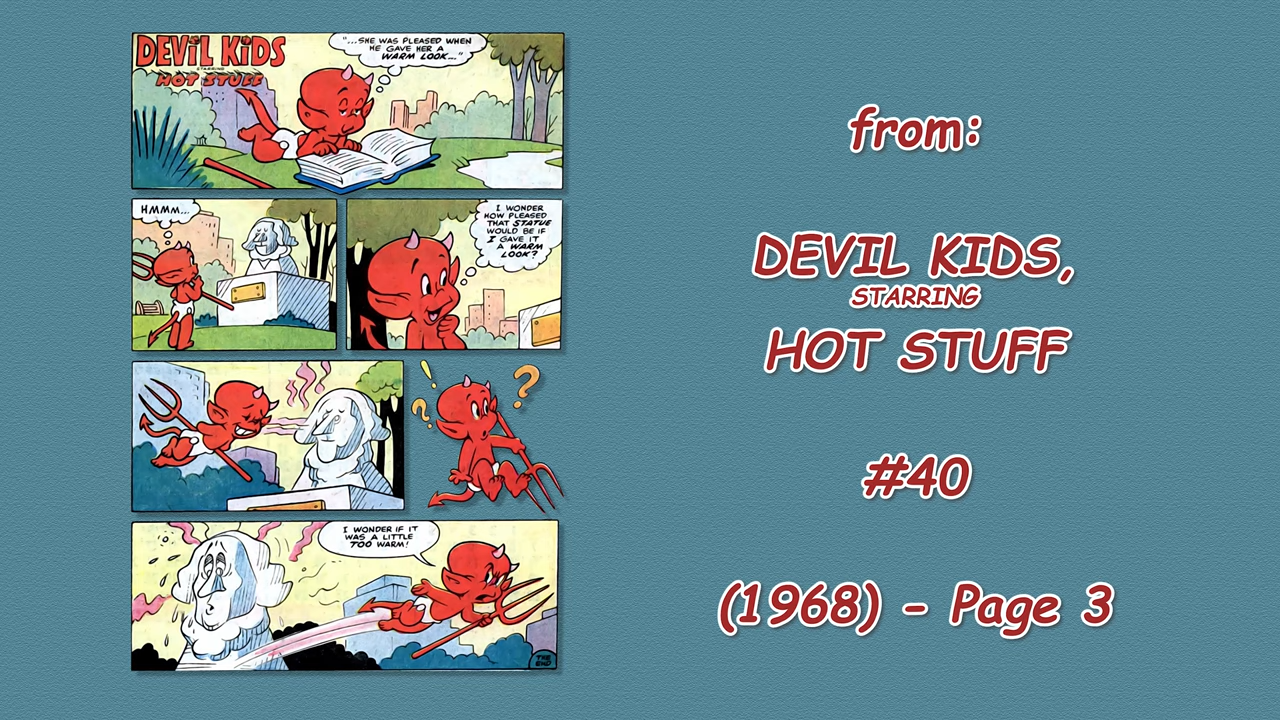 DEVIL KIDS
STARRING
HOT STUFF
"...SHE WAS PLEASED WHEN
HE GAVE HER A
WARM LOOK..."
HMMM...
I WONDER
HOW PLEASED
THAT STATUE
WOULD BE IF
I GAVE IT
A WARM
LOOK?
!
?
?
I WONDER IF IT
WAS A LITTLE
TOO WARM!
THE
END
from:
DEVIL KIDS,
STARRING
HOT STUFF
#40
(1968) - Page 3